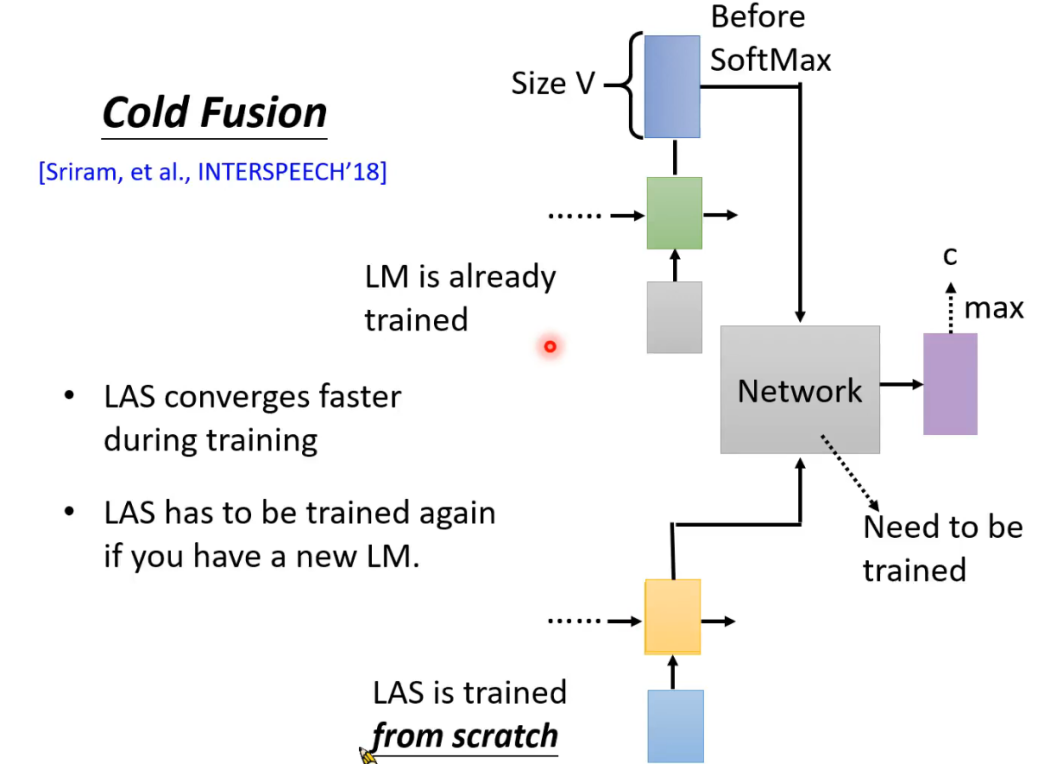 Before
SoftMax
Size V
Cold Fusion
[Sriram, et al., INTERSPEECH’18]
LM is already
trained
c
max
Network
• LAS converges faster
during training
• LAS has to be trained again
if you have a new LM.
Need to be
trained
LAS is trained
from scratch